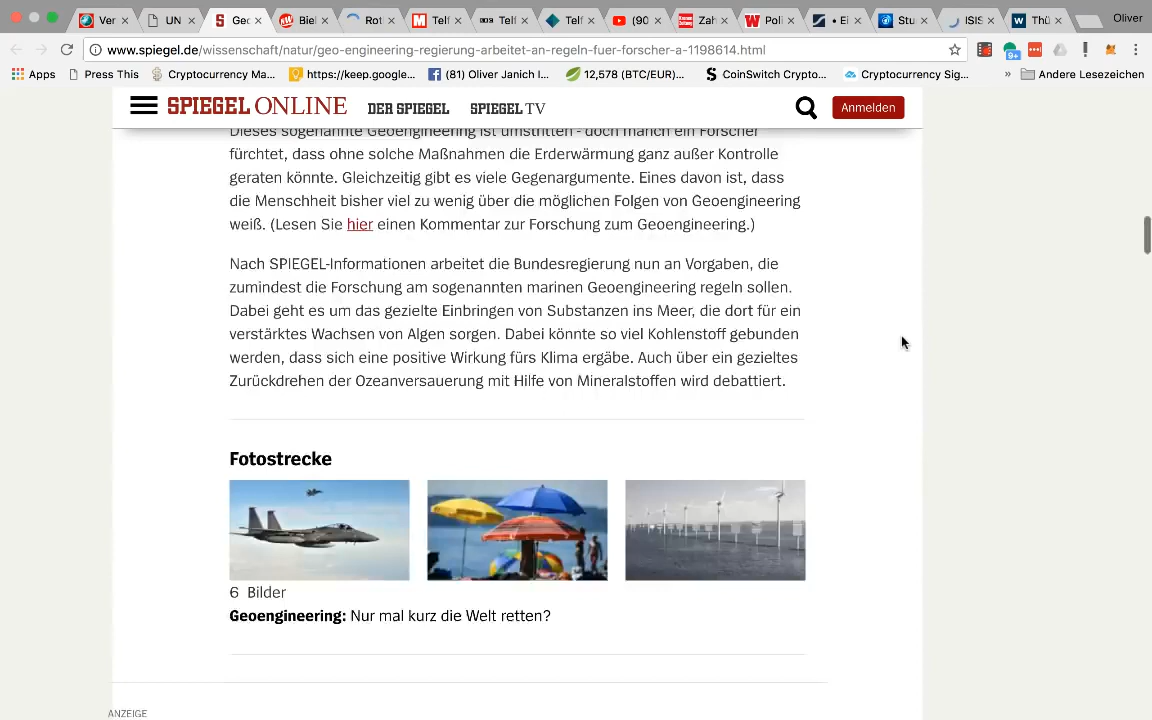 Ver
UN
Geo
Biel
Rot
Telf
Telf
Telf
(90
Zah
Poli
• Ei
Stu
ISIS
Thü
Oliver
www.spiegel.de/wissenschaft/natur/geo-engineering-regierung-arbeitet-an-regeln-fuer-forscher-a-1198614.html
9+
Apps
Press This
Cryptocurrency Ma...
https://keep.google...
(81) Oliver Janich I...
12,578 (BTC/EUR)...
CoinSwitch Crypto...
Cryptocurrency Sig...
»
Andere Lesezeichen
SPIEGEL ONLINE
DER SPIEGEL
SPIEGEL TV
Anmelden
Dieses sogenannte Geoengineering ist umstritten - doch manch ein Forscher
fürchtet, dass ohne solche Maßnahmen die Erderwärmung ganz außer Kontrolle
geraten könnte. Gleichzeitig gibt es viele Gegenargumente. Eines davon ist, dass
die Menschheit bisher viel zu wenig über die möglichen Folgen von Geoengineering
weiß. (Lesen Sie hier einen Kommentar zur Forschung zum Geoengineering.)
Nach SPIEGEL-Informationen arbeitet die Bundesregierung nun an Vorgaben, die
zumindest die Forschung am sogenannten marinen Geoengineering regeln sollen.
Dabei geht es um das gezielte Einbringen von Substanzen ins Meer, die dort für ein
verstärktes Wachsen von Algen sorgen. Dabei könnte so viel Kohlenstoff gebunden
werden, dass sich eine positive Wirkung fürs Klima ergäbe. Auch über ein gezieltes
Zurückdrehen der Ozeanversauerung mit Hilfe von Mineralstoffen wird debattiert.
Fotostrecke
6 Bilder
Geoengineering: Nur mal kurz die Welt retten?
ANZEIGE